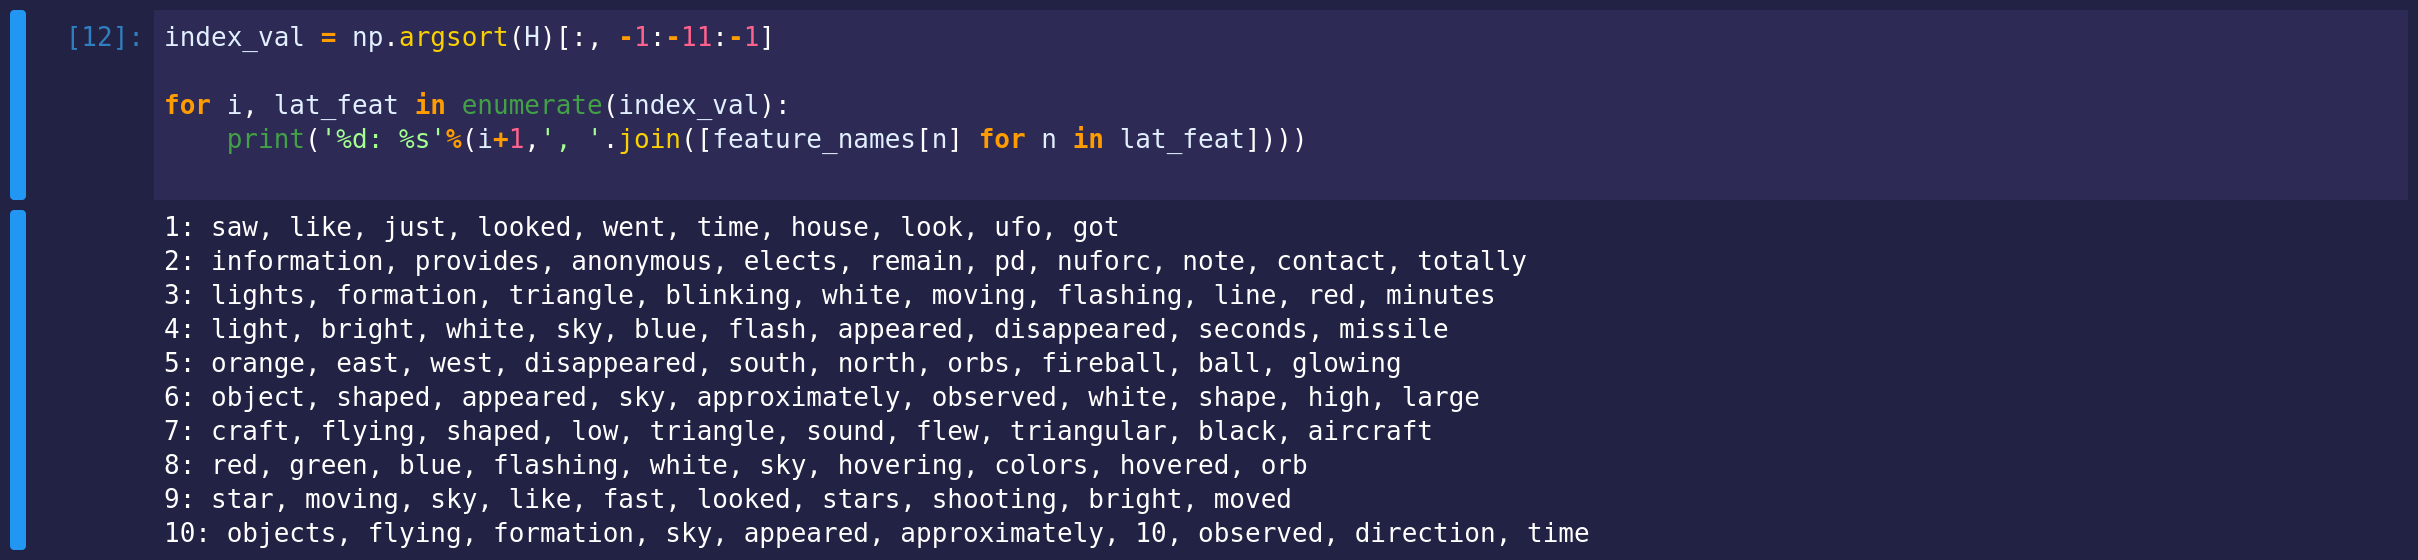 [12]: index_val = np.argsort(H)[:, -1:-11:-1]
for i, lat_feat in enumerate(index_val):
    print('%d: %s'%(i+1,', '.join([feature_names[n] for n in lat_feat])))
1: saw, like, just, looked, went, time, house, look, ufo, got
2: information, provides, anonymous, elects, remain, pd, nuforc, note, contact, totally
3: lights, formation, triangle, blinking, white, moving, flashing, line, red, minutes
4: light, bright, white, sky, blue, flash, appeared, disappeared, seconds, missile
5: orange, east, west, disappeared, south, north, orbs, fireball, ball, glowing
6: object, shaped, appeared, sky, approximately, observed, white, shape, high, large
7: craft, flying, shaped, low, triangle, sound, flew, triangular, black, aircraft
8: red, green, blue, flashing, white, sky, hovering, colors, hovered, orb
9: star, moving, sky, like, fast, looked, stars, shooting, bright, moved
10: objects, flying, formation, sky, appeared, approximately, 10, observed, direction, time